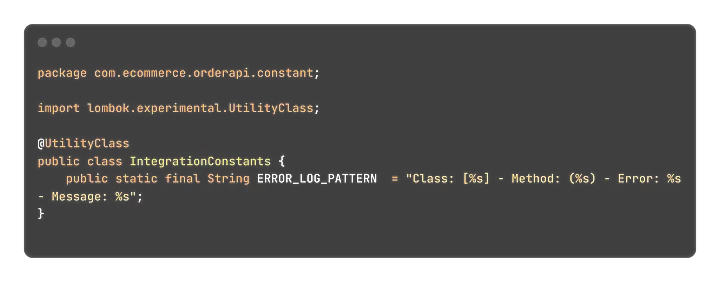 package com.ecommerce.orderapi.constant;
import lombok.experimental.UtilityClass;
@UtilityClass
public class IntegrationConstants {
    public static final String ERROR_LOG_PATTERN  = "Class: [%s] - Method: (%s) - Error: %s
- Message: %s";
}